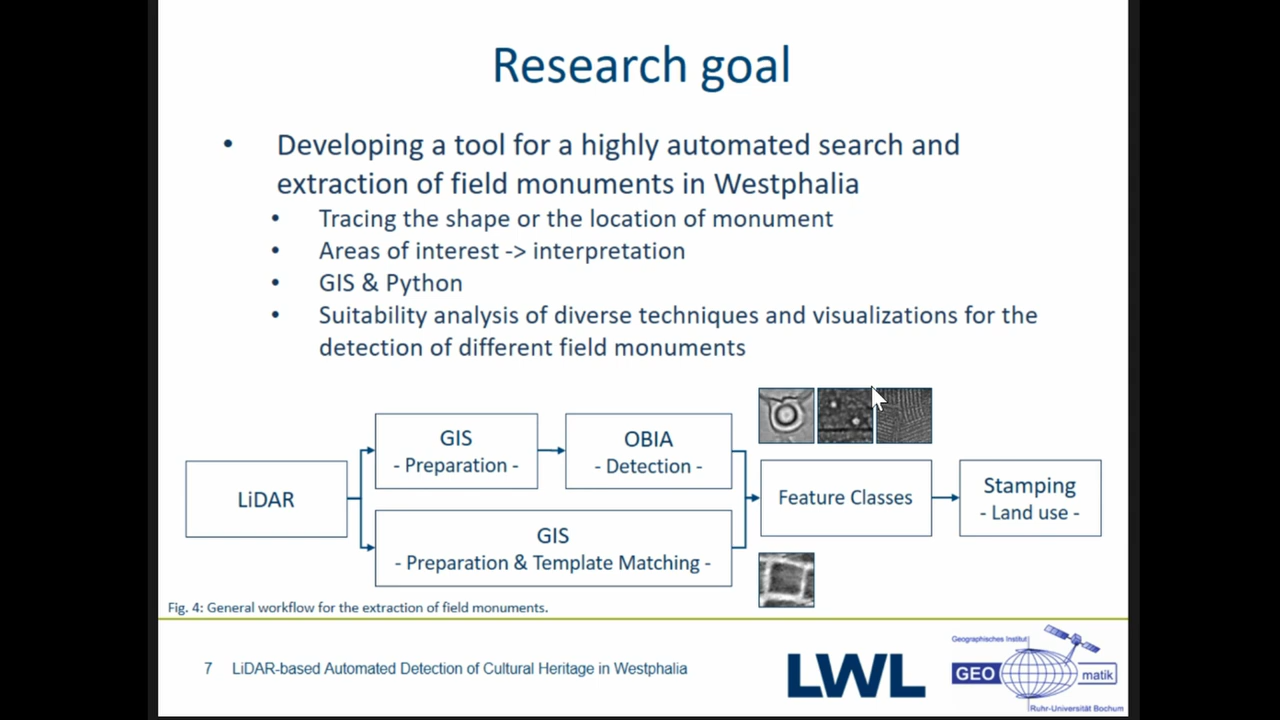 Research goal
• Developing a tool for a highly automated search and
extraction of field monuments in Westphalia
• Tracing the shape or the location of monument
• Areas of interest -> interpretation
• GIS & Python
• Suitability analysis of diverse techniques and visualizations for the
detection of different field monuments
LiDAR
GIS
- Preparation -
OBIA
- Detection -
GIS
- Preparation & Template Matching -
Feature Classes
Stamping
- Land use -
Fig. 4: General workflow for the extraction of field monuments.
7 LiDAR-based Automated Detection of Cultural Heritage in Westphalia
LWL
Geographisches Institut
GEO matik
Ruhr-Universität Bochum